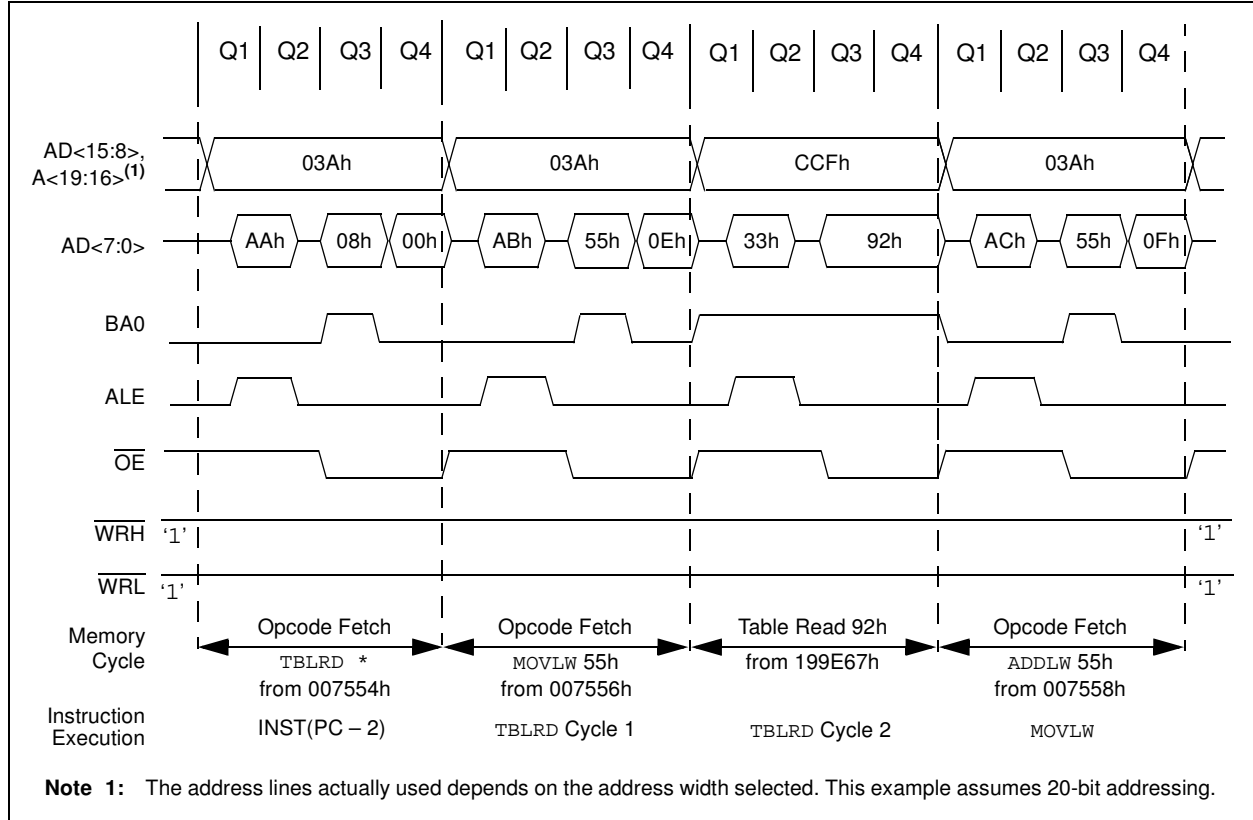 Q1 Q2 Q3 Q4 Q1 Q2 Q3 Q4 Q1 Q2 Q3 Q4 Q1 Q2 Q3 Q4
AD<15:8>,
A<19:16>(1)
03Ah 03Ah CCFh 03Ah
AD<7:0> AAh 08h 00h ABh 55h 0Eh 33h 92h ACh 55h 0Fh
BA0
ALE
OE
WRH '1' '1'
WRL '1' '1'
Memory
Cycle
Opcode Fetch
TBLRD *
from 007554h
Opcode Fetch
MOVLW 55h
from 007556h
Table Read 92h
from 199E67h
Opcode Fetch
ADDLW 55h
from 007558h
Instruction
Execution
INST(PC – 2) TBLRD Cycle 1 TBLRD Cycle 2 MOVLW
Note 1: The address lines actually used depends on the address width selected. This example assumes 20-bit addressing.